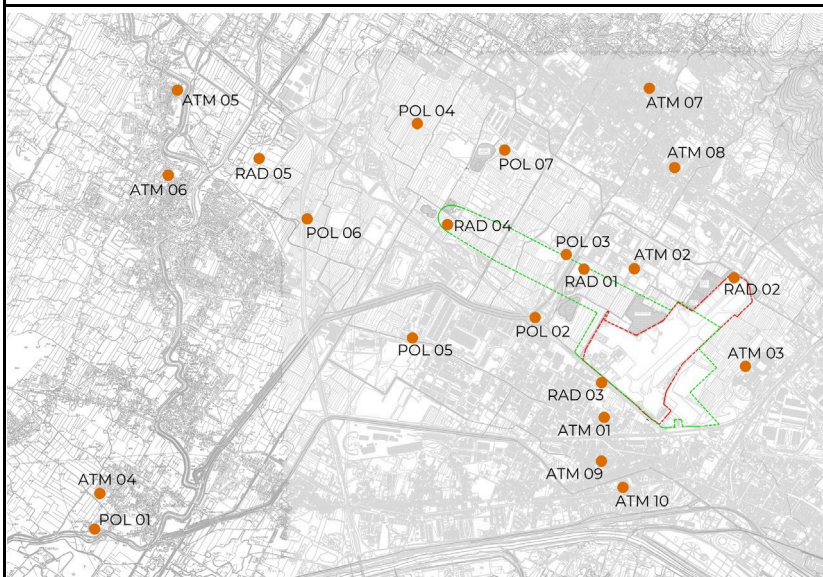 ATM 05
ATM 07
POL 04
POL 07
ATM 08
RAD 05
ATM 06
POL 06
RAD 04
POL 03
ATM 02
RAD 01
RAD 02
POL 02
POL 05
ATM 03
RAD 03
ATM 01
ATM 09
ATM 04
ATM 10
POL 01